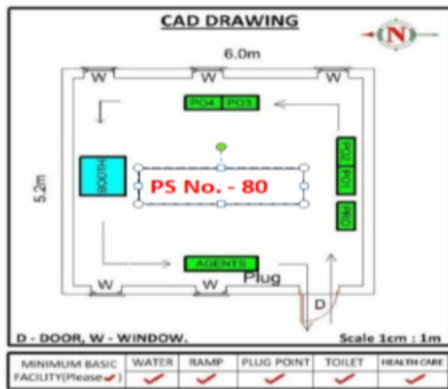 CAD DRAWING
N
6.0m
W W W
PO4 PO3
5.2m
BOOTH
PS No. - 80
PO2 PO1
PRO
AGENTS
Plug
W W
D
D - DOOR, W - WINDOW.
Scale 1cm : 1m
MINIMUM BASIC FACILITY(Please✓) WATER RAMP PLUG POINT TOILET HEALTH CARE
✓ ✓ ✓ ✓ ✓